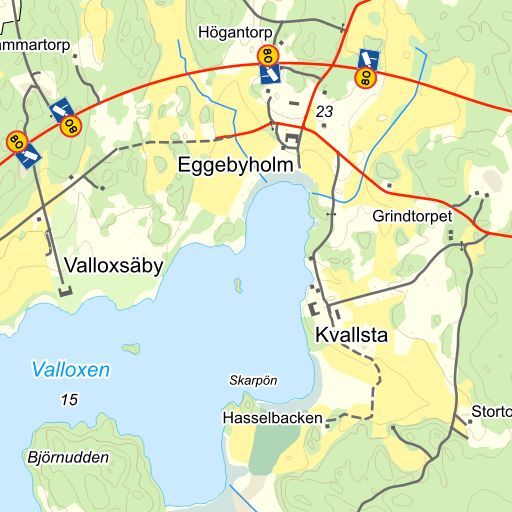 Högantorp
ammartorp
80
80
23
80
80
Eggebyholm
Grindtorpet
Valloxsäby
Kvallsta
Valloxen
15
Skarpön
Hasselbacken
Storto
Björnudden